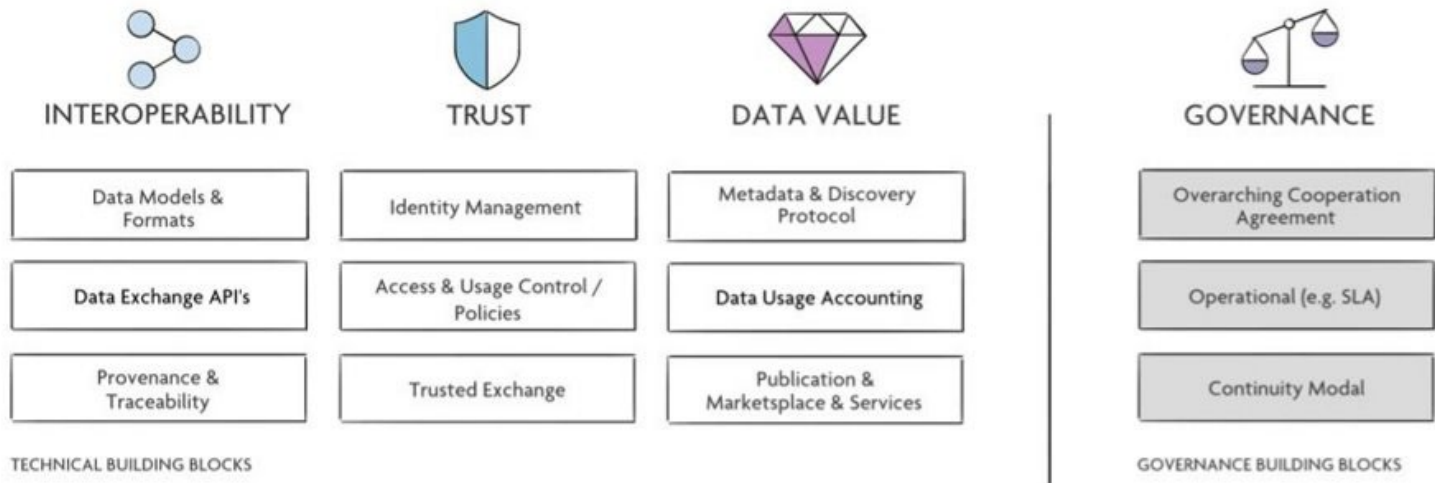 INTEROPERABILITY
TRUST
DATA VALUE
GOVERNANCE
Data Models &
Formats
Identity Management
Metadata & Discovery
Protocol
Overarching Cooperation
Agreement
Data Exchange API's
Access & Usage Control /
Policies
Data Usage Accounting
Operational (e.g. SLA)
Provenance &
Traceability
Trusted Exchange
Publication &
Marketsplace & Services
Continuity Modal
TECHNICAL BUILDING BLOCKS
GOVERNANCE BUILDING BLOCKS